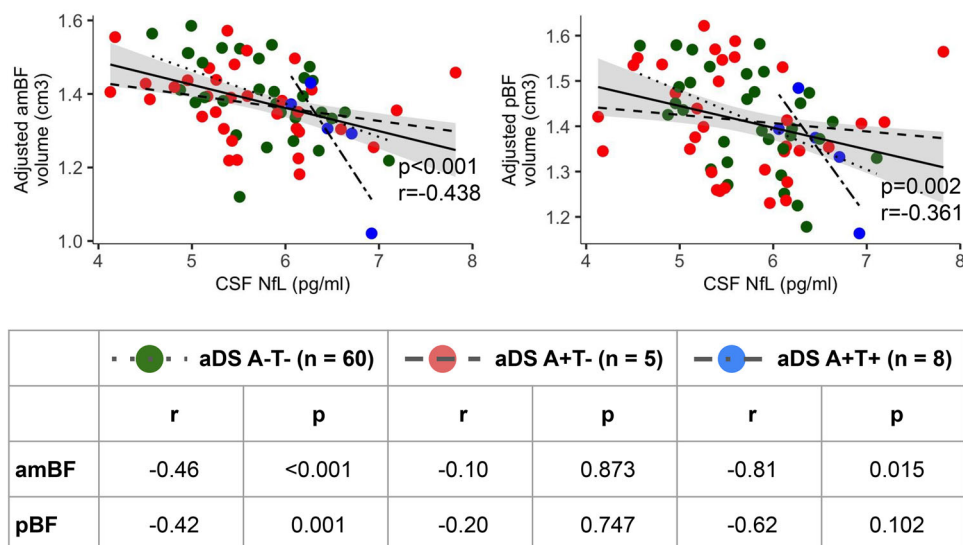 1.6
1.4
1.2
1.0
Adjusted amBF
volume (cm3)
p<0.001
r=-0.438
4 5 6 7 8
CSF NfL (pg/ml)
1.6
1.5
1.4
1.3
1.2
Adjusted pBF
volume (cm3)
p=0.002
r=-0.361
5 6 7 8
CSF NfL (pg/ml)
aDS A-T- (n = 60) aDS A+T- (n = 5) aDS A+T+ (n = 8)
r p r p r p
amBF -0.46 <0.001 -0.10 0.873 -0.81 0.015
pBF -0.42 0.001 -0.20 0.747 -0.62 0.102